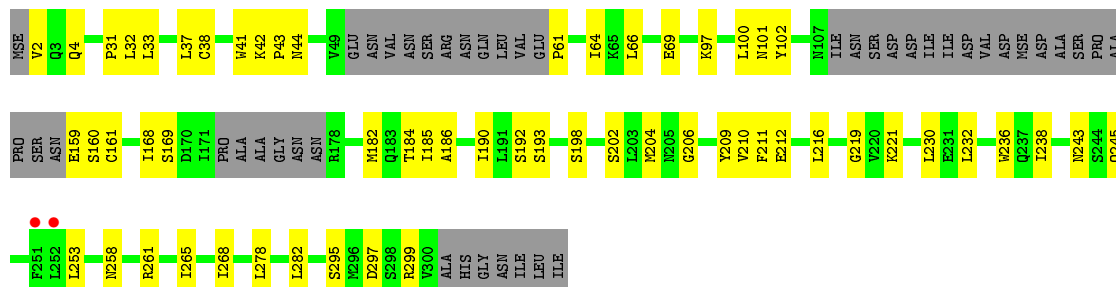 MSE V2 Q3 Q4 P31 L32 L33 L37 C38 W41 K42 P43 N44 V49 GLU ASN VAL ASN SER ARG ASN GLN LEU VAL GLU P61 I64 K65 L66 E69 K97 L100 N101 Y102 N107 ILE ASN SER ASP ASP ILE ILE ASP VAL ASP MSE ASP ALA SER PRO ALA
PRO SER ASN E159 S160 C161 I168 S169 D170 I171 PRO ALA ALA GLY ASN ASN R178 M182 Q183 T184 I185 A186 I190 L191 S192 S193 S198 S202 L203 M204 N205 G206 Y209 V210 F211 E212 L216 G219 V220 K221 L230 E231 L232 W236 Q237 I238 N243 S244
F251 L252 L253 N258 R261 I265 I268 L278 L282 S295 M296 D297 S298 R299 V300 ALA HIS GLY ASN ILE LEU ILE